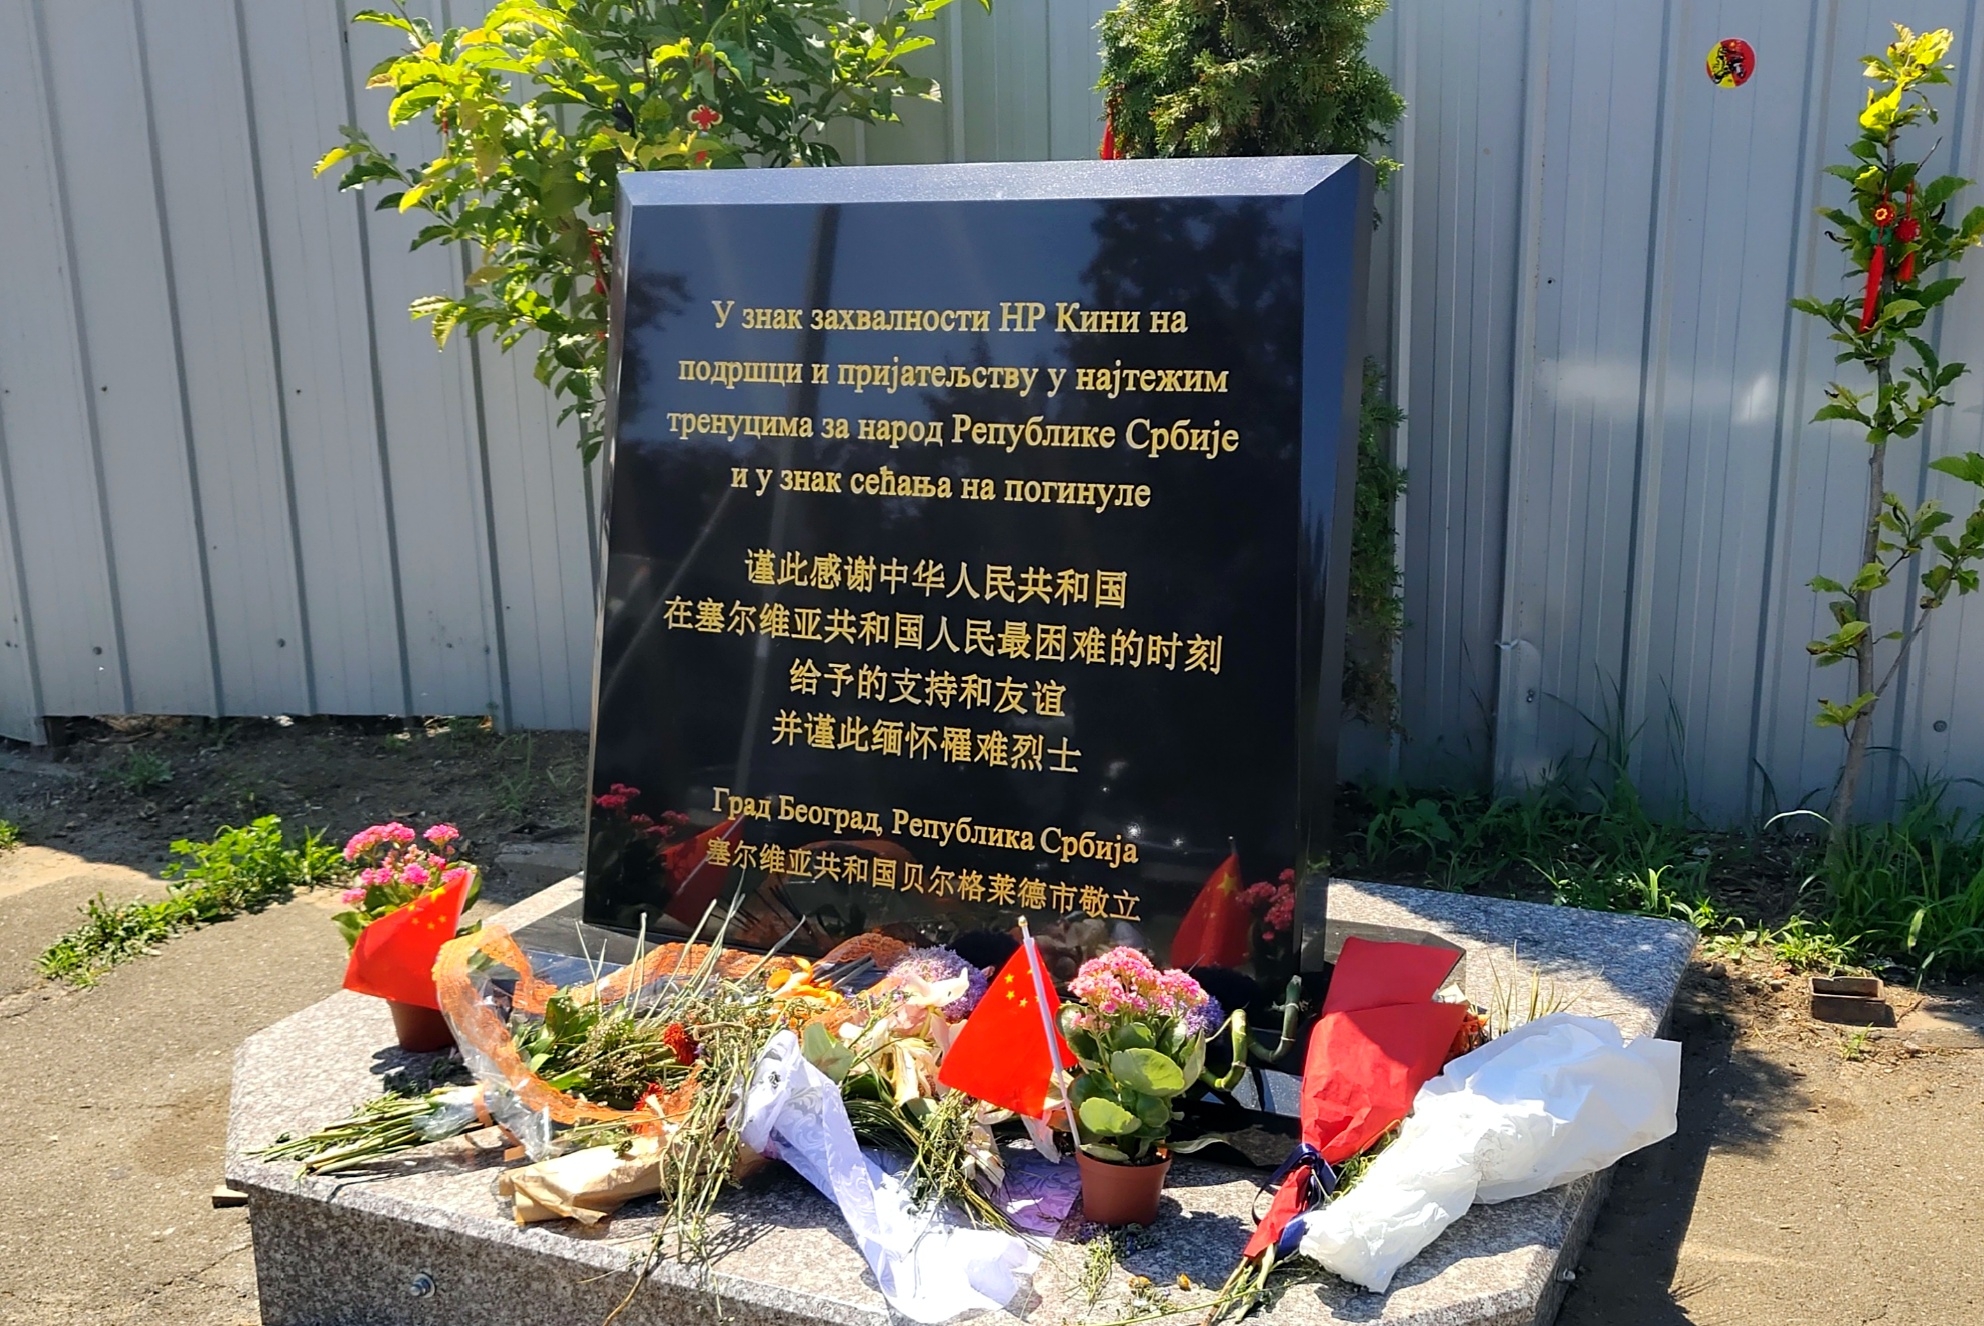 У знак захвалности НР Кини на
подршци и пријатељству у најтежим
тренуцима за народ Републике Србије
и у знак сећања на погинуле
谨此感谢中华人民共和国
在塞尔维亚共和国人民最困难的时刻
给予的支持和友谊
并谨此缅怀罹难烈士
Град Београд, Република Србија
塞尔维亚共和国贝尔格莱德市敬立